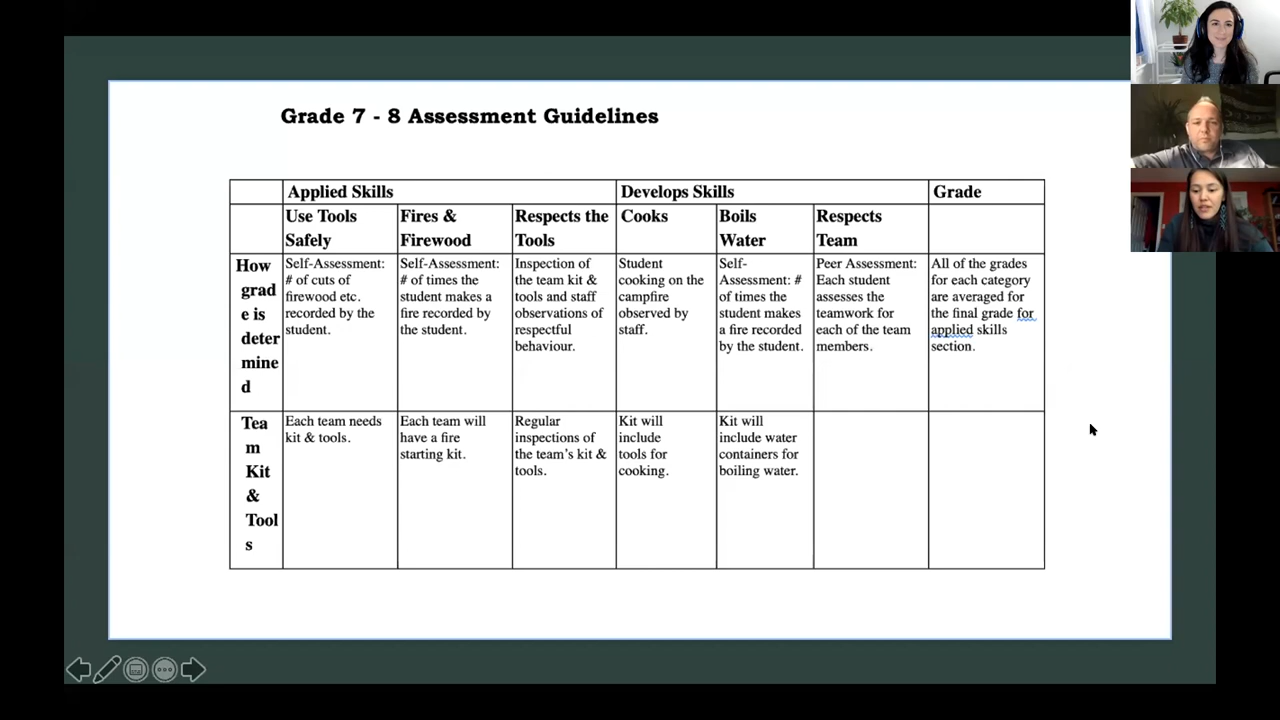 Grade 7 - 8 Assessment Guidelines
Applied Skills
Develops Skills
Grade
Use Tools
Safely
Fires &
Firewood
Respects the
Tools
Cooks
Boils
Water
Respects
Team
How
grad
e is
deter
mine
d
Self-Assessment:
# of cuts of
firewood etc.
recorded by the
student.
Self-Assessment:
# of times the
student makes a
fire recorded by
the student.
Inspection of
the team kit &
tools and staff
observations of
respectful
behaviour.
Student
cooking on the
campfire
observed by
staff.
Self-
Assessment: #
of times the
student makes
a fire recorded
by the student.
Peer Assessment:
Each student
assesses the
teamwork for
each of the team
members.
All of the grades
for each category
are averaged for
the final grade for
applied skills
section.
Tea
m
Kit
&
Tool
s
Each team needs
kit & tools.
Each team will
have a fire
starting kit.
Regular
inspections of
the team's kit &
tools.
Kit will
include
tools for
cooking.
Kit will
include water
containers for
boiling water.